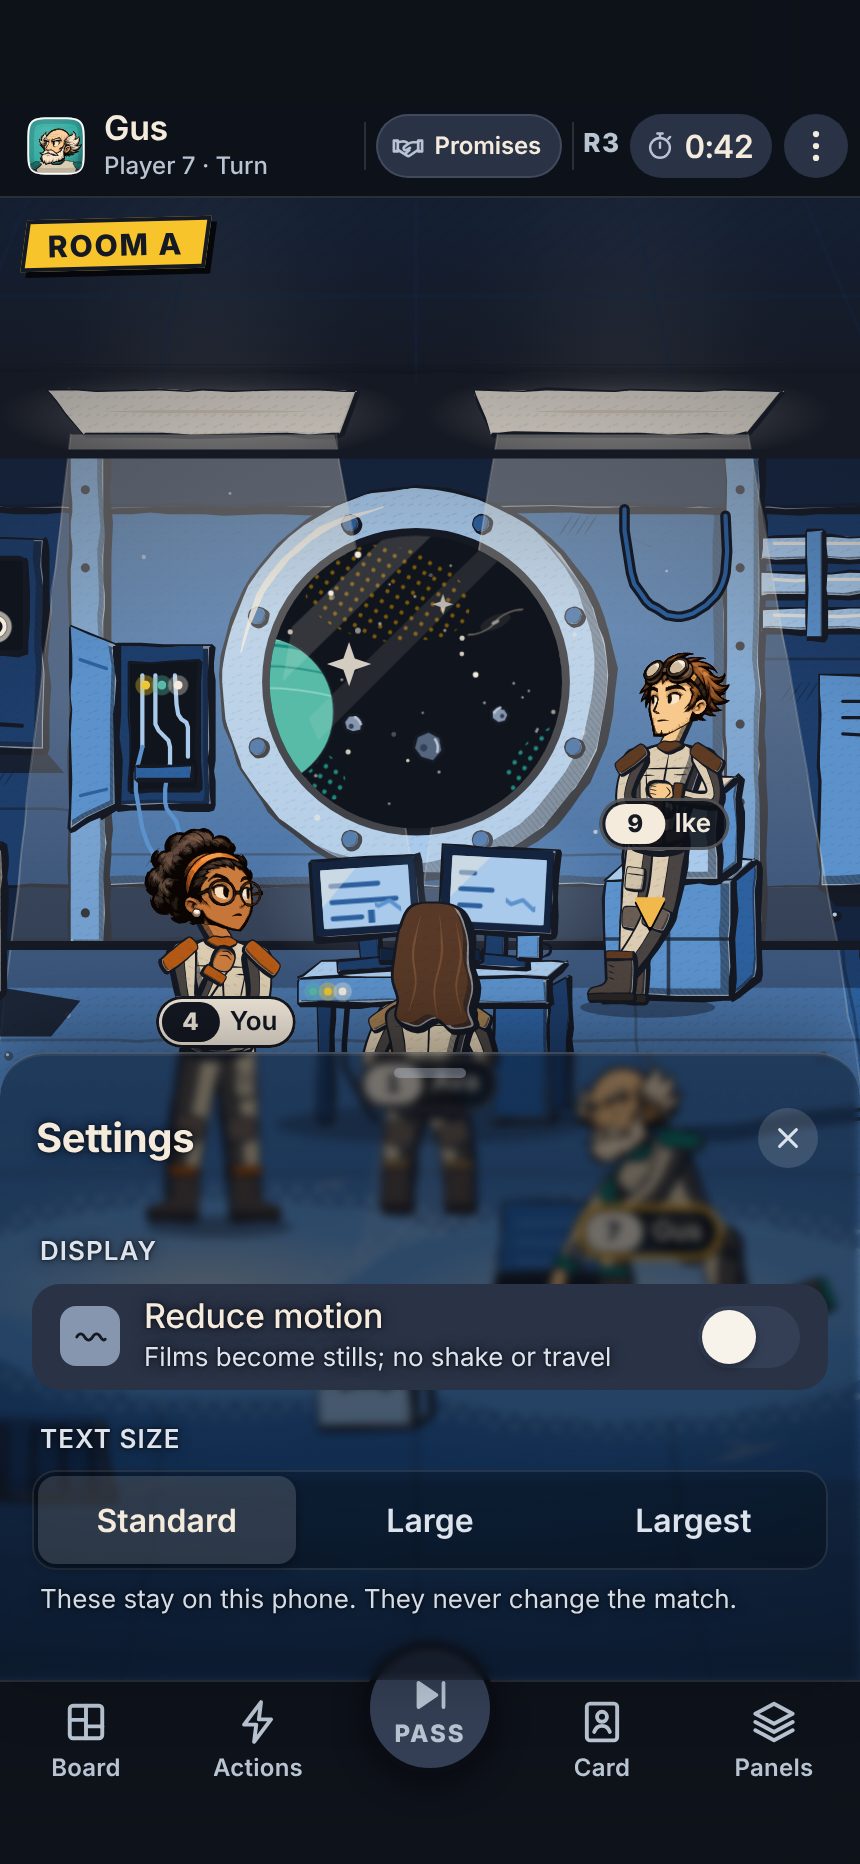 Gus
Player 7 · Turn
Promises
R3
0:42
ROOM A
9 Ike
4 You
7 Gus
Settings
DISPLAY
Reduce motion
Films become stills; no shake or travel
TEXT SIZE
Standard
Large
Largest
These stay on this phone. They never change the match.
PASS
Board
Actions
Card
Panels